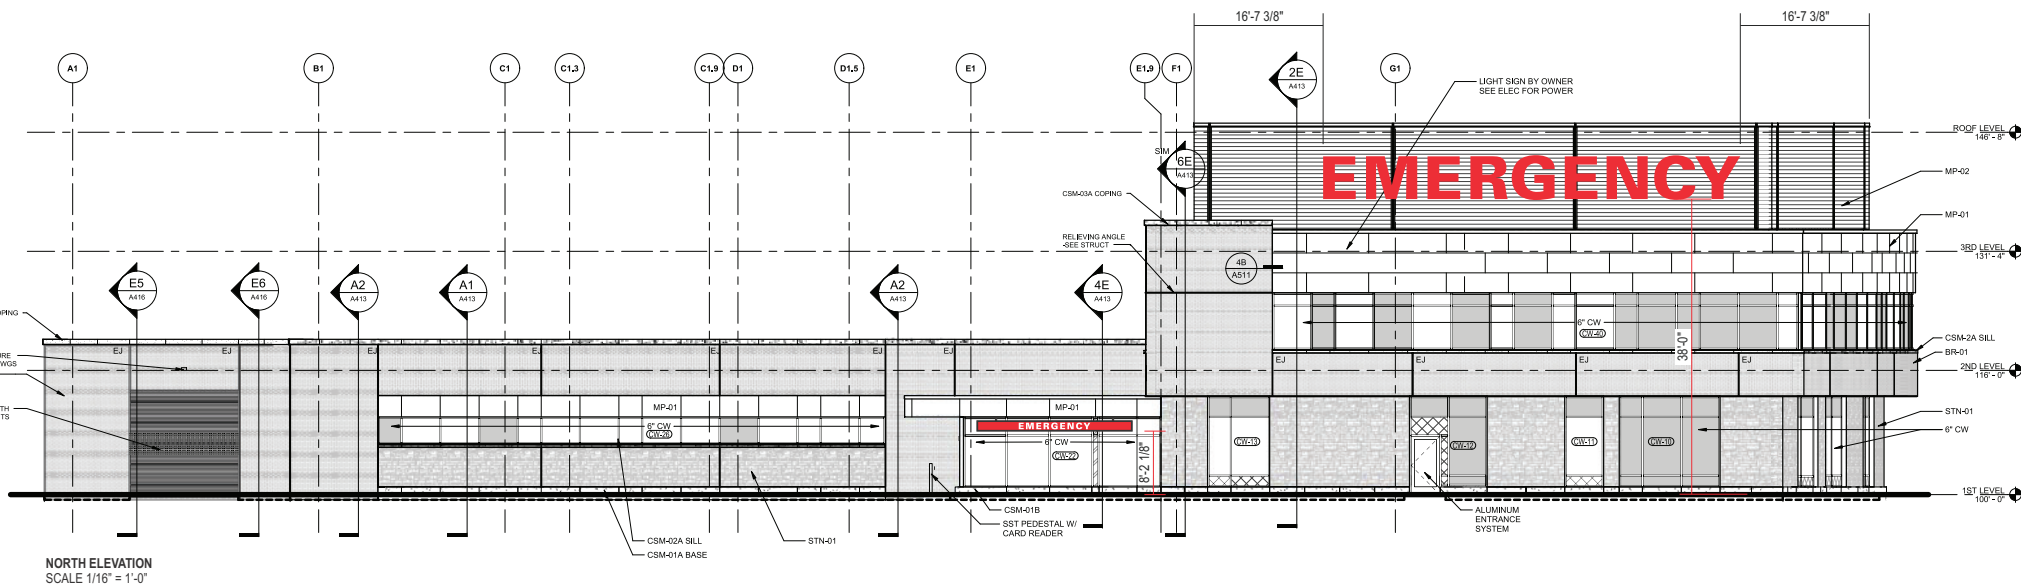 16'-7 3/8"
16'-7 3/8"
A1
B1
C1
C1.3
C1.9
D1
D1.5
E1
E1.9
F1
2E
A413
G1
LIGHT SIGN BY OWNER
SEE ELEC FOR POWER
ROOF LEVEL
146' - 8"
SIM
6E
A413
EMERGENCY
MP-02
CSM-03A COPING
MP-01
RELIEVING ANGLE
-SEE STRUCT
3RD LEVEL
131' - 4"
4B
A511
E5
A416
E6
A416
A2
A413
A1
A413
A2
A413
4E
A413
OPING
6" CW
CW-40
38'-0"
CSM-2A SILL
BR-01
EJ
EJ
EJ
EJ
EJ
EJ
EJ
EJ
EJ
EJ
EJ
URE
WGS
2ND LEVEL
116' - 0"
TH
TS
MP-01
MP-01
STN-01
6" CW
CW-26
EMERGENCY
6" CW
CW-22
8'-2 1/8"
CW-13
CW-12
CW-11
CW-10
6" CW
1ST LEVEL
100' - 0"
CSM-01B
SST PEDESTAL W/
CARD READER
ALUMINUM
ENTRANCE
SYSTEM
CSM-02A SILL
CSM-01A BASE
STN-01
NORTH ELEVATION
SCALE 1/16" = 1'-0"